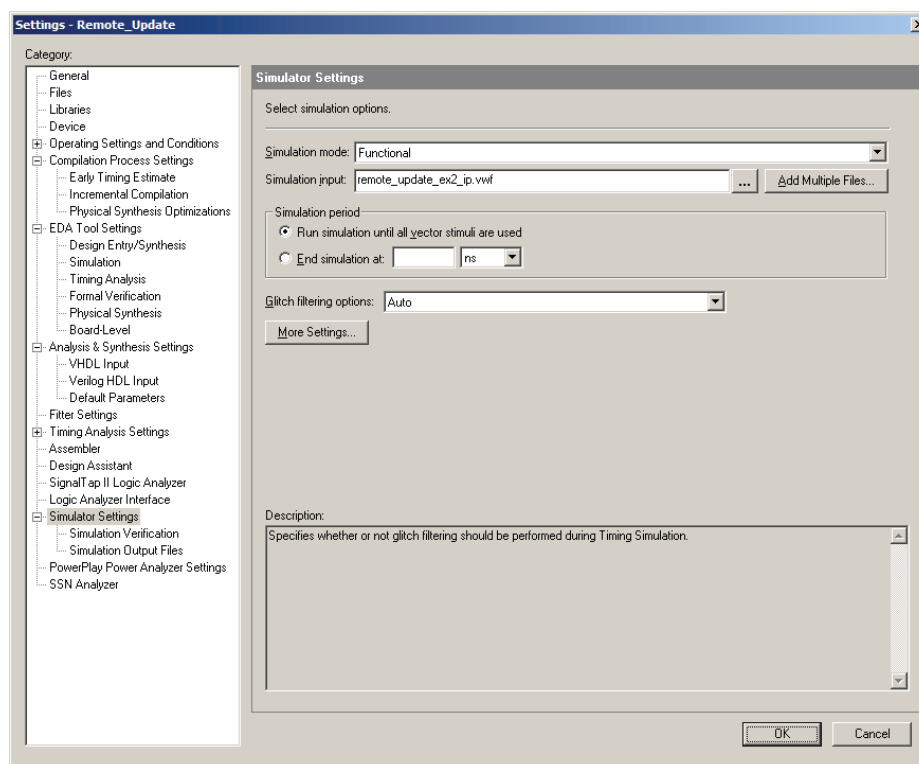 Settings - Remote_Update
Category:
General
Files
Libraries
Device
Operating Settings and Conditions
Compilation Process Settings
Early Timing Estimate
Incremental Compilation
Physical Synthesis Optimizations
EDA Tool Settings
Design Entry/Synthesis
Simulation
Timing Analysis
Formal Verification
Physical Synthesis
Board-Level
Analysis & Synthesis Settings
VHDL Input
Verilog HDL Input
Default Parameters
Fitter Settings
Timing Analysis Settings
Assembler
Design Assistant
SignalTap II Logic Analyzer
Logic Analyzer Interface
Simulator Settings
Simulation Verification
Simulation Output Files
PowerPlay Power Analyzer Settings
SSN Analyzer
Simulator Settings
Select simulation options.
Simulation mode: Functional
Simulation input: remote_update_ex2_ip.vwf ... Add Multiple Files...
Simulation period
Run simulation until all vector stimuli are used
End simulation at: ns
Glitch filtering options: Auto
More Settings...
Description:
Specifies whether or not glitch filtering should be performed during Timing Simulation.
OK Cancel